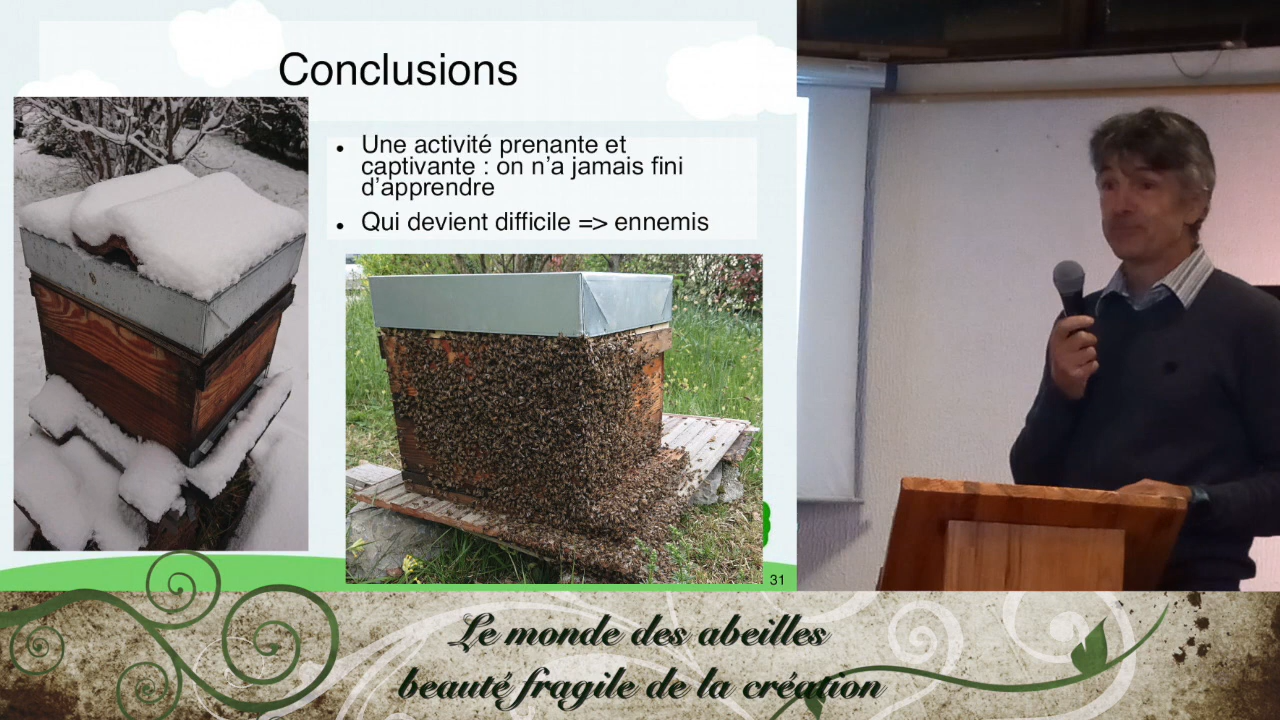 Conclusions
• Une activité prenante et
captivante : on n'a jamais fini
d'apprendre
• Qui devient difficile => ennemis
31
Le monde des abeilles
beauté fragile de la création